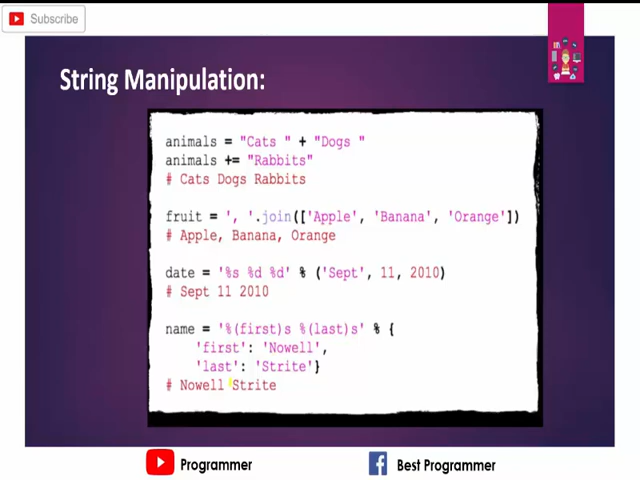 Subscribe
String Manipulation:
animals = "Cats " + "Dogs "
animals += "Rabbits"
# Cats Dogs Rabbits
fruit = ', '.join(['Apple', 'Banana', 'Orange'])
# Apple, Banana, Orange
date = '%s %d %d' % ('Sept', 11, 2010)
# Sept 11 2010
name = '%(first)s %(last)s' % {
'first': 'Nowell',
'last': 'Strite'}
# Nowell Strite
Programmer
Best Programmer